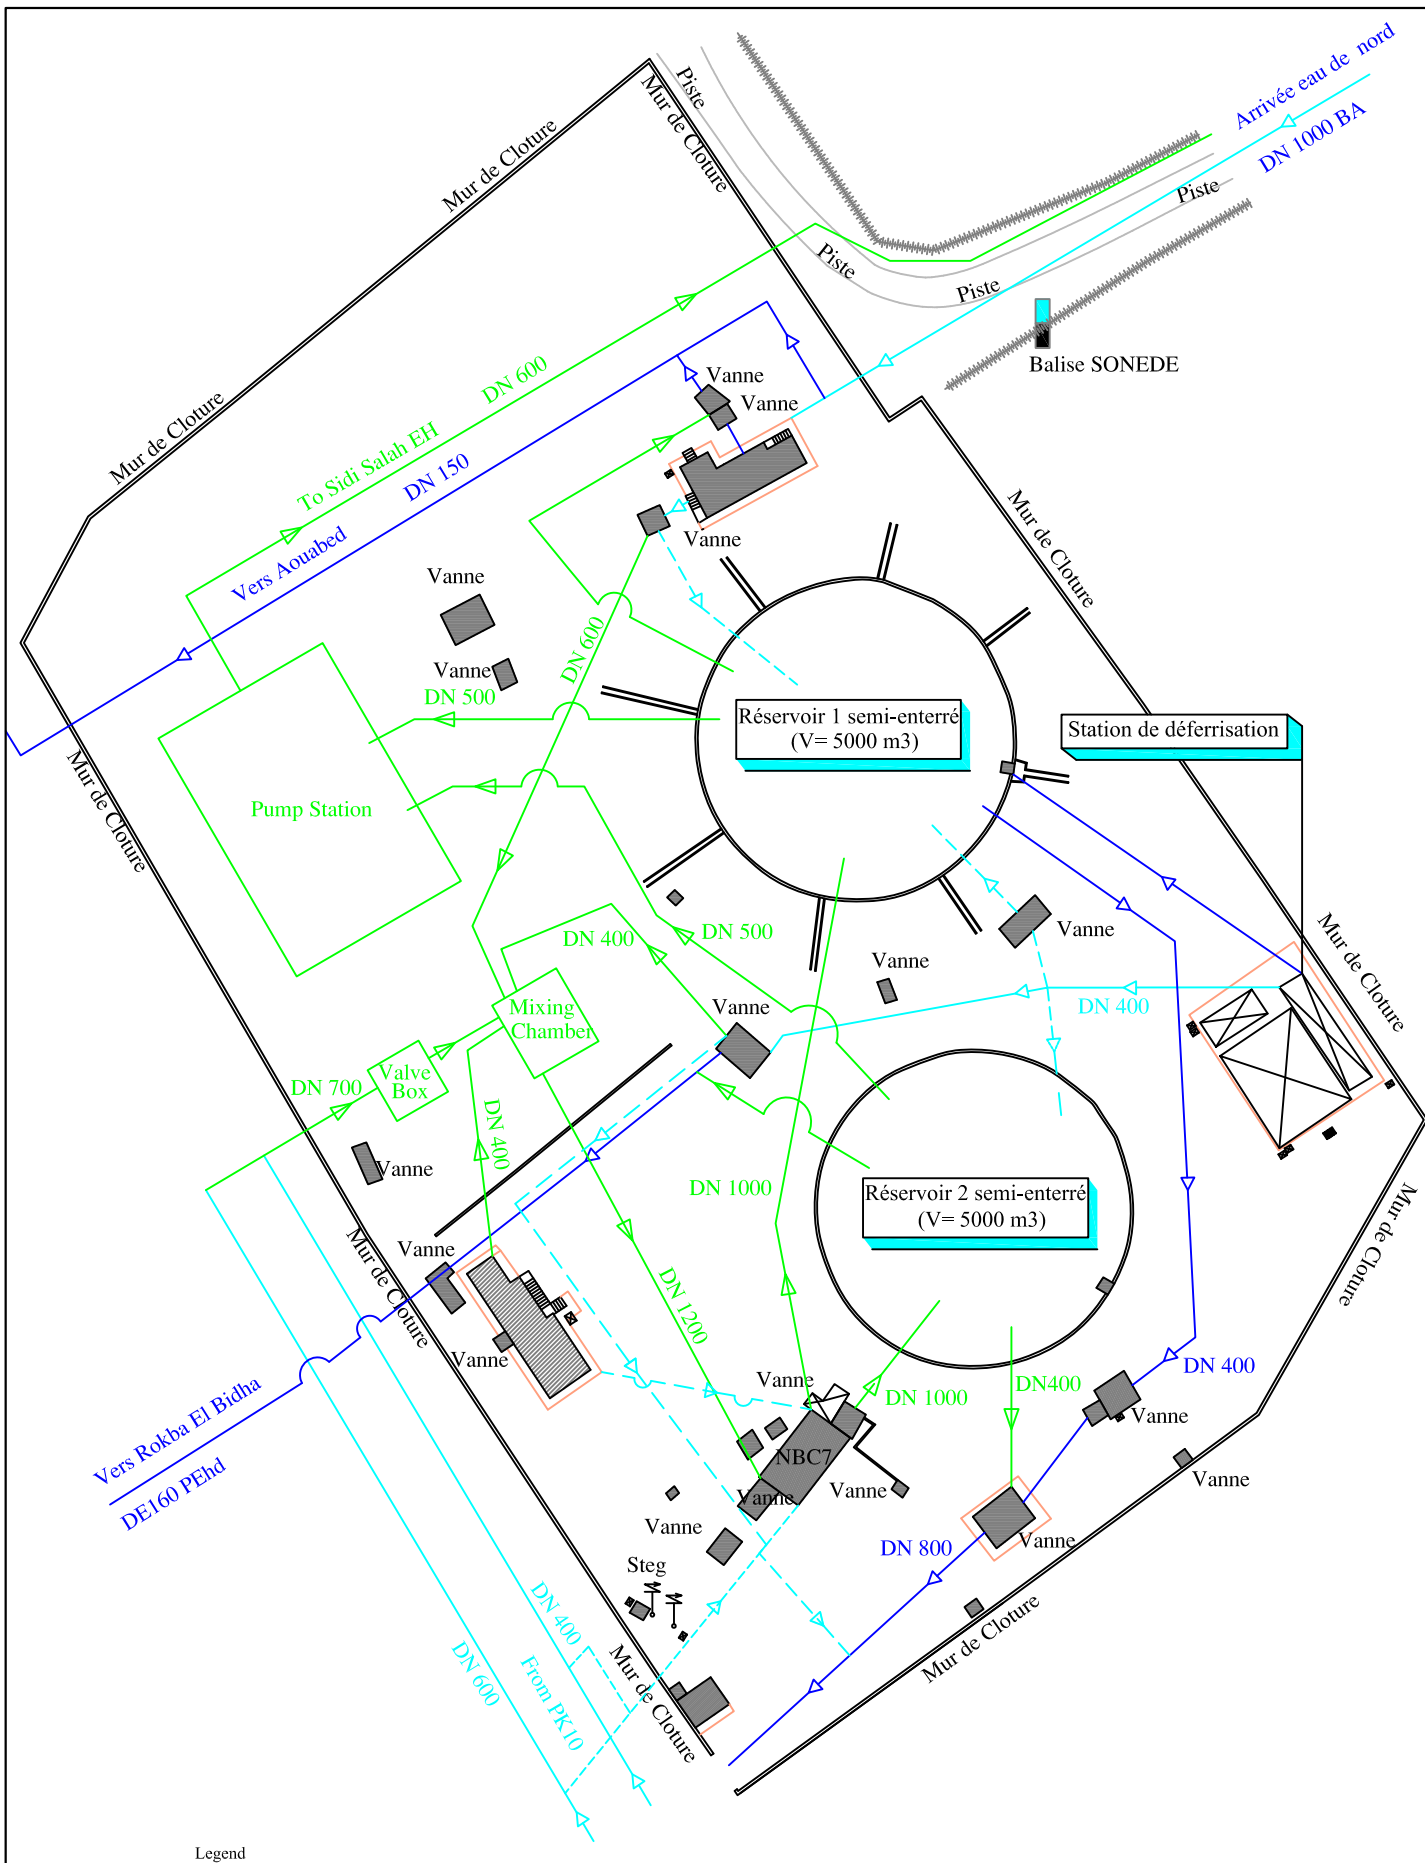 Arrivée eau de nord
DN 1000 BA
Piste
Mur de Cloture
Mur de Cloture
Piste
Piste
Piste
Balise SONEDE
DN 600
To Sidi Salah EH
DN 150
Vers Aouabed
Mur de Cloture
Vanne
Vanne
Vanne
Mur de Cloture
Vanne
Vanne
DN 600
DN 500
Réservoir 1 semi-enterré
(V= 5000 m3)
Station de déferrisation
Mur de Cloture
Pump Station
DN 400
DN 500
Vanne
Vanne
Mur de Cloture
DN 400
Mixing
Chamber
Vanne
DN 700
Valve
Box
DN 400
Vanne
DN 1000
Réservoir 2 semi-enterré
(V= 5000 m3)
Mur de Cloture
Mur de Cloture
Vanne
DN 1200
Vanne
Vanne
DN 1000
DN400
DN 400
Vanne
Vers Rokba El Bidha
DE160 PEhd
NBC7
Vanne
Vanne
Vanne
Vanne
Vanne
DN 800
Steg
DN 400
DN 600
From PK10
Mur de Cloture
Mur de Cloture
Legend